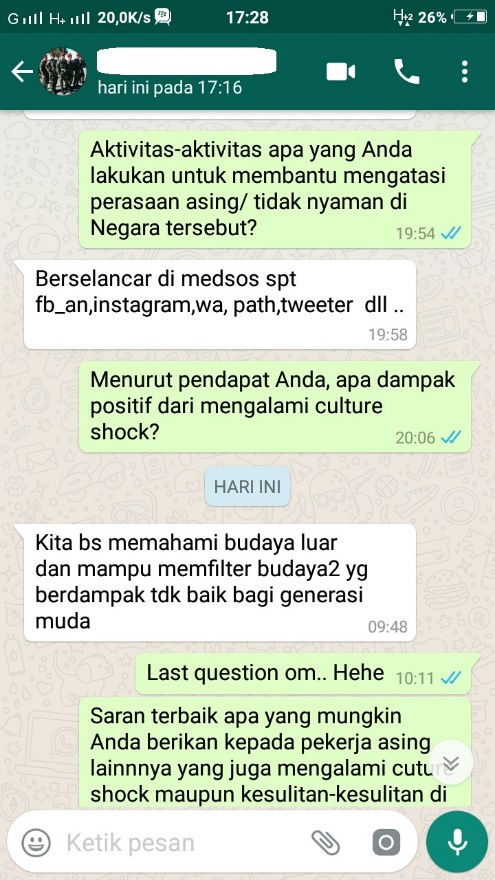 G H+ 20,0K/s 17:28 H+2 26%
hari ini pada 17:16
Aktivitas-aktivitas apa yang Anda
lakukan untuk membantu mengatasi
perasaan asing/ tidak nyaman di
Negara tersebut?
19:54
Berselancar di medsos spt
fb_an,instagram,wa, path,tweeter dll ..
19:58
Menurut pendapat Anda, apa dampak
positif dari mengalami culture
shock?
20:06
HARI INI
Kita bs memahami budaya luar
dan mampu memfilter budaya2 yg
berdampak tdk baik bagi generasi
muda
09:48
Last question om.. Hehe 10:11
Saran terbaik apa yang mungkin
Anda berikan kepada pekerja asing
lainnnya yang juga mengalami cuture
shock maupun kesulitan-kesulitan di
Ketik pesan